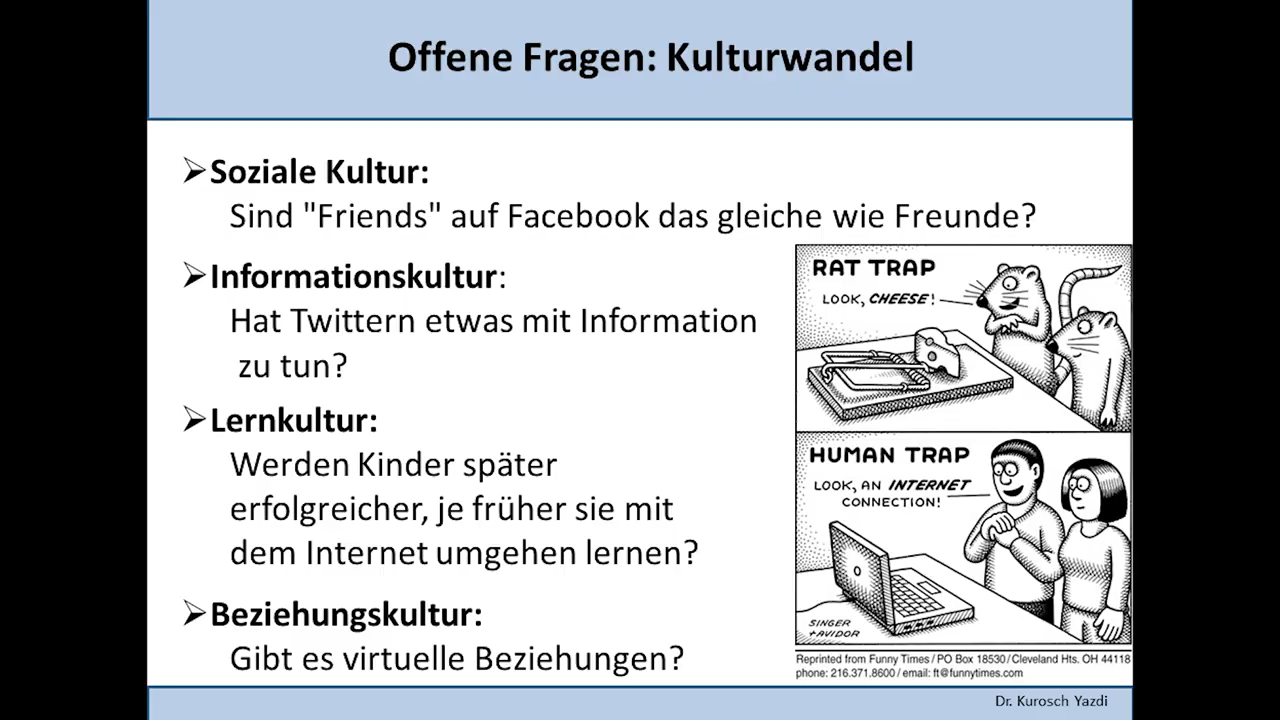 Offene Fragen: Kulturwandel
➢Soziale Kultur:
Sind "Friends" auf Facebook das gleiche wie Freunde?
➢Informationskultur:
Hat Twittern etwas mit Information
zu tun?
➢Lernkultur:
Werden Kinder später
erfolgreicher, je früher sie mit
dem Internet umgehen lernen?
➢Beziehungskultur:
Gibt es virtuelle Beziehungen?
RAT TRAP
LOOK, CHEESE!
HUMAN TRAP
LOOK, AN INTERNET
CONNECTION!
SINGER
+AVIDOR
Reprinted from Funny Times / PO Box 18530 / Cleveland Hts. OH 44118
phone: 216.371.8600 / email: ft@funnytimes.com
Dr. Kurosch Yazdi